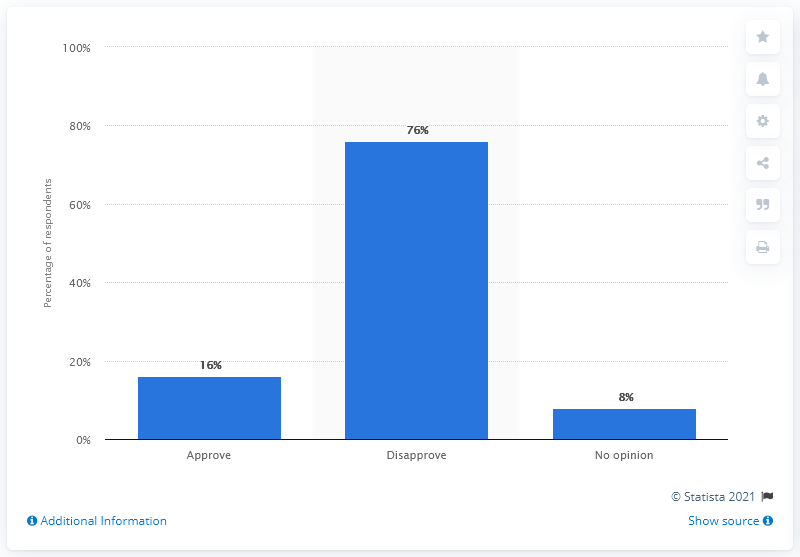 100%
80%
60%
40%
20%
0%
Percentage of respondents
16%
76%
8%
Approve
Disapprove
No opinion
© Statista 2021
Additional Information
Show source